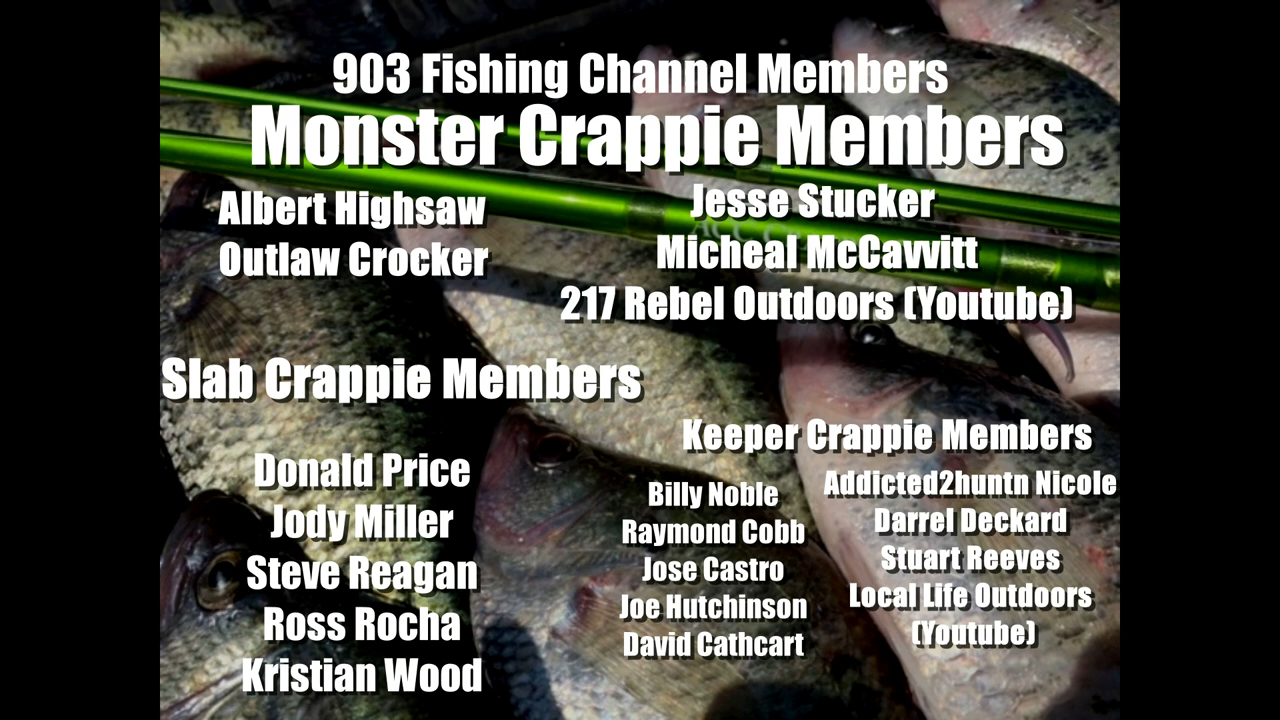 903 Fishing Channel Members
Monster Crappie Members
Albert Highsaw
Outlaw Crocker
Jesse Stucker
Micheal McCavvitt
217 Rebel Outdoors (Youtube)
Slab Crappie Members
Donald Price
Jody Miller
Steve Reagan
Ross Rocha
Kristian Wood
Keeper Crappie Members
Billy Noble
Raymond Cobb
Jose Castro
Joe Hutchinson
David Cathcart
Addicted2huntn Nicole
Darrel Deckard
Stuart Reeves
Local Life Outdoors
(Youtube)